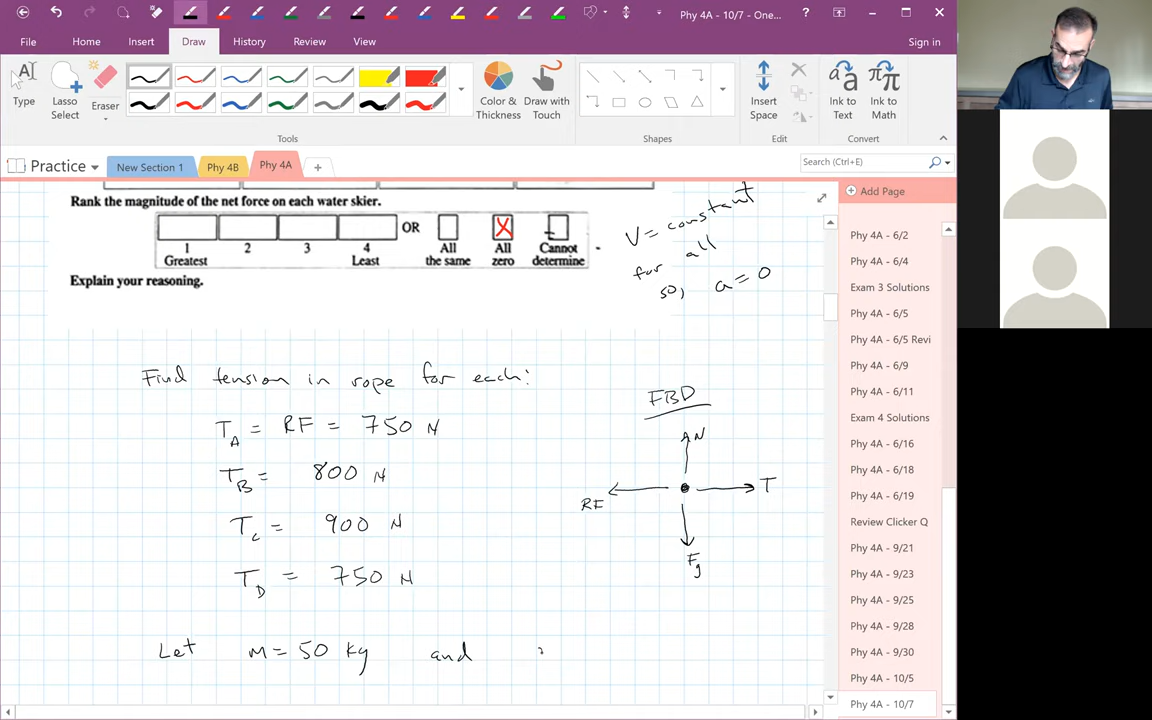 Phy 4A - 10/7 - One...
?
File
Home
Insert
Draw
History
Review
View
Sign in
Type
Lasso
Select
Eraser
Color &
Thickness
Draw with
Touch
Insert
Space
Ink to
Text
Ink to
Math
Tools
Shapes
Edit
Convert
Practice
New Section 1
Phy 4B
Phy 4A
+
Search (Ctrl+E)
Add Page
Phy 4A - 6/2
Phy 4A - 6/4
Exam 3 Solutions
Phy 4A - 6/5
Phy 4A - 6/5 Revi
Phy 4A - 6/9
Phy 4A - 6/11
Exam 4 Solutions
Phy 4A - 6/16
Phy 4A - 6/18
Phy 4A - 6/19
Review Clicker Q
Phy 4A - 9/21
Phy 4A - 9/23
Phy 4A - 9/25
Phy 4A - 9/28
Phy 4A - 9/30
Phy 4A - 10/5
Phy 4A - 10/7
Rank the magnitude of the net force on each water skier.
OR
X
1
2
3
4
All
All
Cannot
Greatest
Least
the same
zero
determine
Explain your reasoning.
V = constant
for all
so, a = 0
Find tension in rope for each:
T_A = RF = 750 N
T_B = 800 N
T_C = 900 N
T_D = 750 N
FBD
N
RF
T
F_g
Let m = 50 kg and